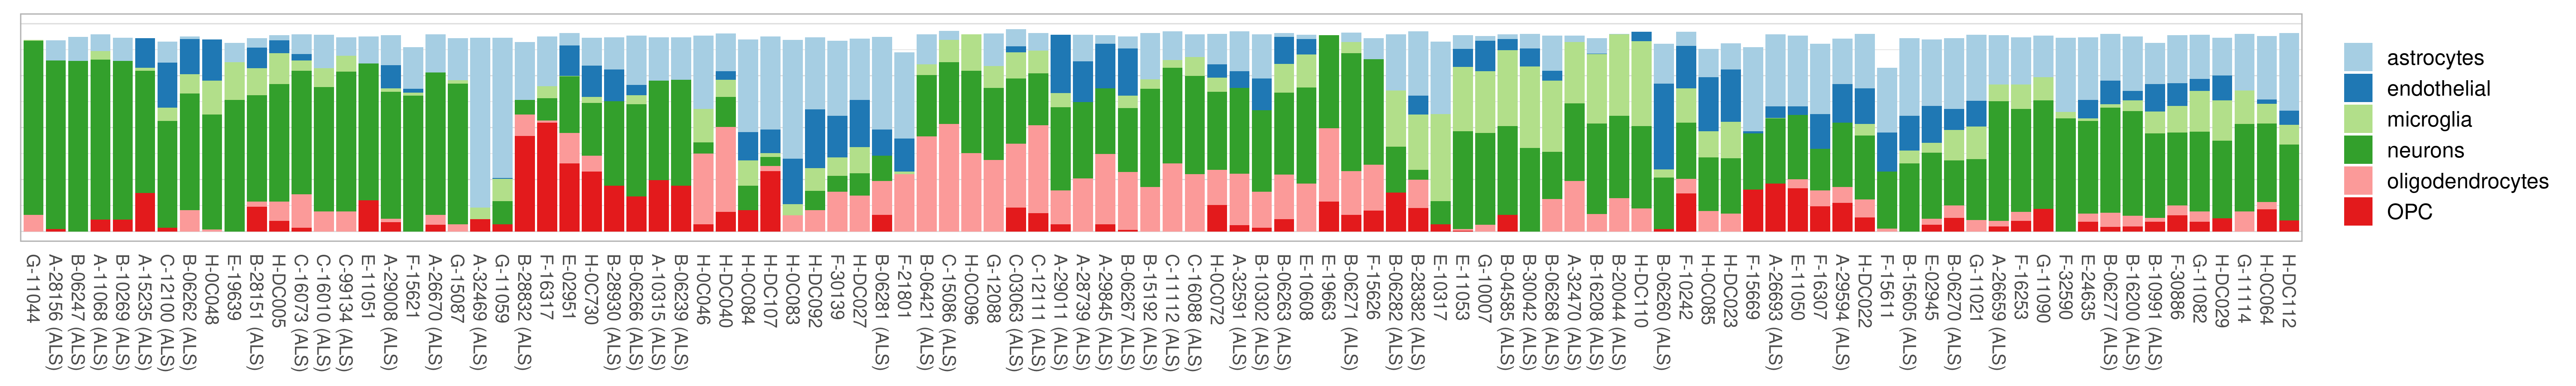 astrocytes
endothelial
microglia
neurons
oligodendrocytes
OPC
G-11044
A-28156 (ALS)
B-06247 (ALS)
A-11068 (ALS)
B-10269 (ALS)
A-15235 (ALS)
C-12100 (ALS)
B-06262 (ALS)
H-0C048
E-19639
B-28151 (ALS)
H-DC005
C-16073 (ALS)
C-16010 (ALS)
C-99134 (ALS)
E-11051
A-29008 (ALS)
F-15621
A-26670 (ALS)
G-15087
A-32469 (ALS)
G-11059
B-28832 (ALS)
F-16317
E-02951
H-0C730
B-28930 (ALS)
B-06266 (ALS)
A-10315 (ALS)
B-06239 (ALS)
H-0C046
H-DC040
H-0C084
H-DC107
H-0C083
H-DC092
F-30139
H-DC027
B-06281 (ALS)
F-21801
B-06421 (ALS)
C-15086 (ALS)
H-0C096
G-12088
C-03063 (ALS)
C-12111 (ALS)
A-29011 (ALS)
A-28739 (ALS)
A-29845 (ALS)
B-06267 (ALS)
B-15192 (ALS)
C-11112 (ALS)
C-16088 (ALS)
H-0C072
A-32591 (ALS)
B-10302 (ALS)
B-06263 (ALS)
E-10608
E-19663
B-06271 (ALS)
F-15626
B-06282 (ALS)
B-28382 (ALS)
E-10317
E-11053
G-10007
B-04585 (ALS)
B-30042 (ALS)
B-06268 (ALS)
A-32470 (ALS)
B-16208 (ALS)
B-20044 (ALS)
H-DC110
B-06260 (ALS)
F-10242
H-0C085
H-DC023
F-15669
A-26693 (ALS)
E-11050
F-16307
A-29594 (ALS)
H-DC022
F-15611
B-15605 (ALS)
E-02945
B-06270 (ALS)
G-11021
A-26659 (ALS)
F-16253
G-11090
F-32590
E-24635
B-06277 (ALS)
B-16200 (ALS)
B-10991 (ALS)
F-30886
G-11082
H-DC029
G-11114
H-0C064
H-DC112